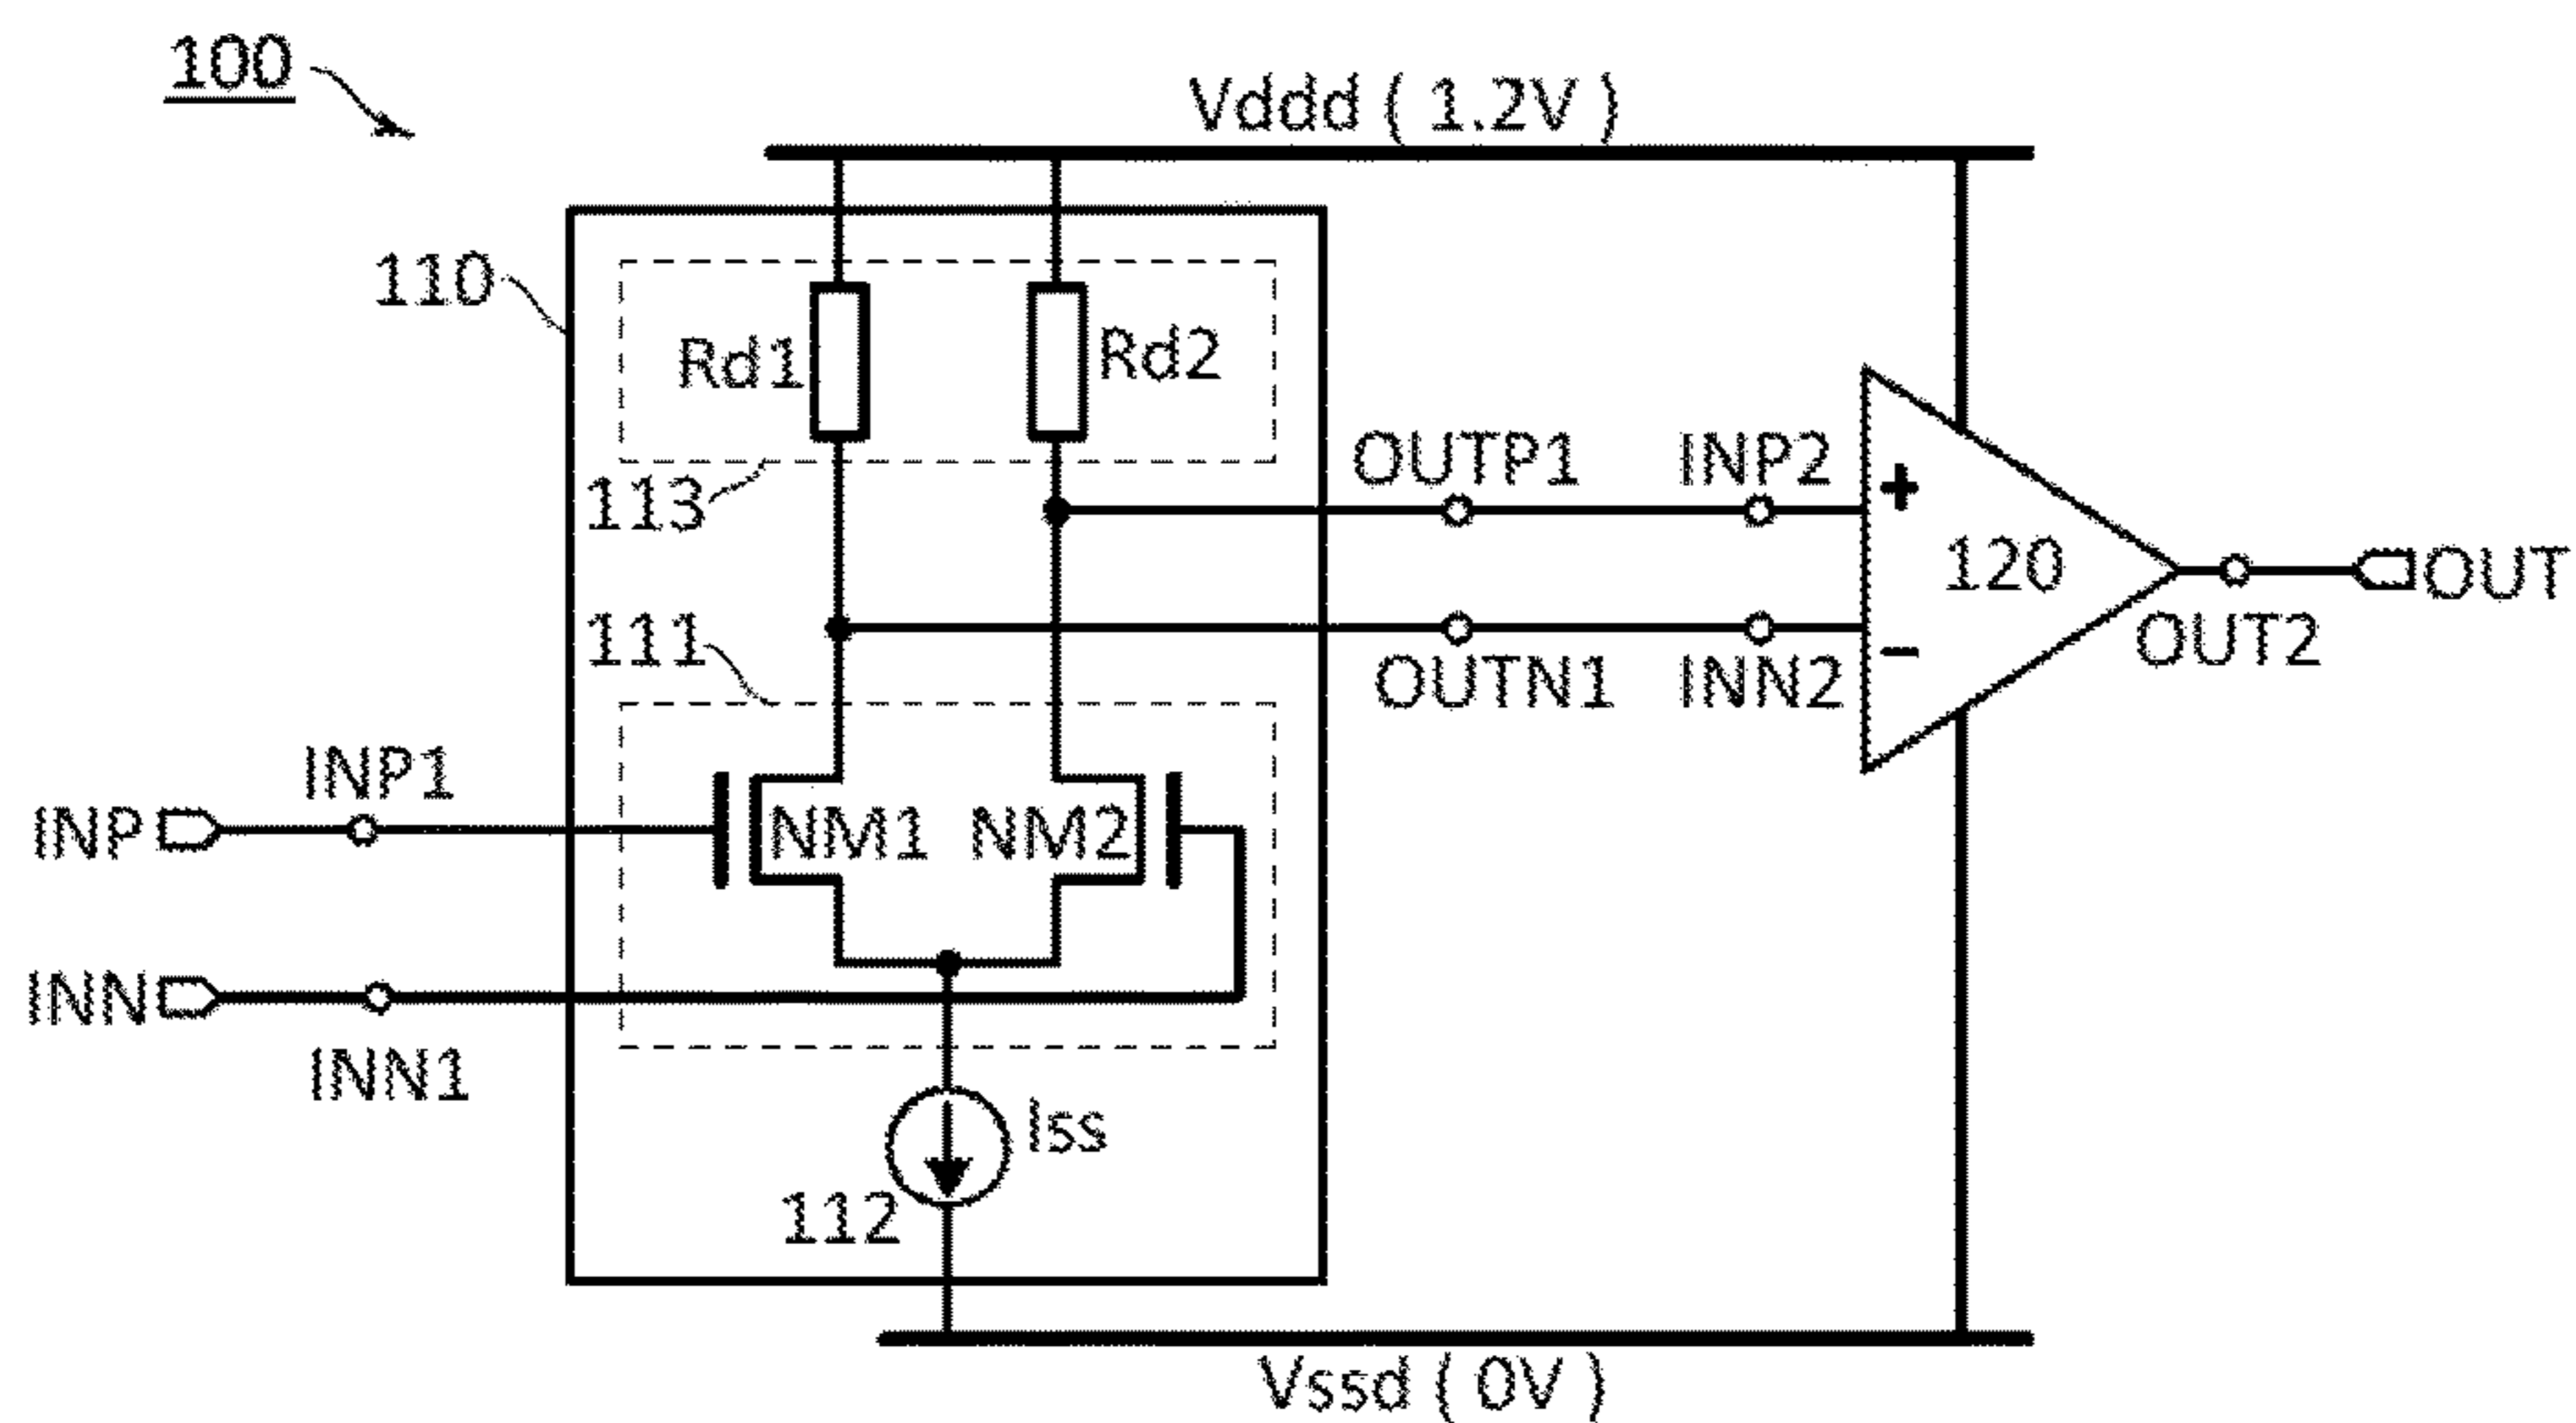 100
Vddd ( 1.2V )
110
Rd1
Rd2
113
OUTP1
INP2
+
120
OUT
111
OUTN1
INN2
−
OUT2
INP
INP1
NM1
NM2
INN
INN1
Iss
112
Vssd ( 0V )